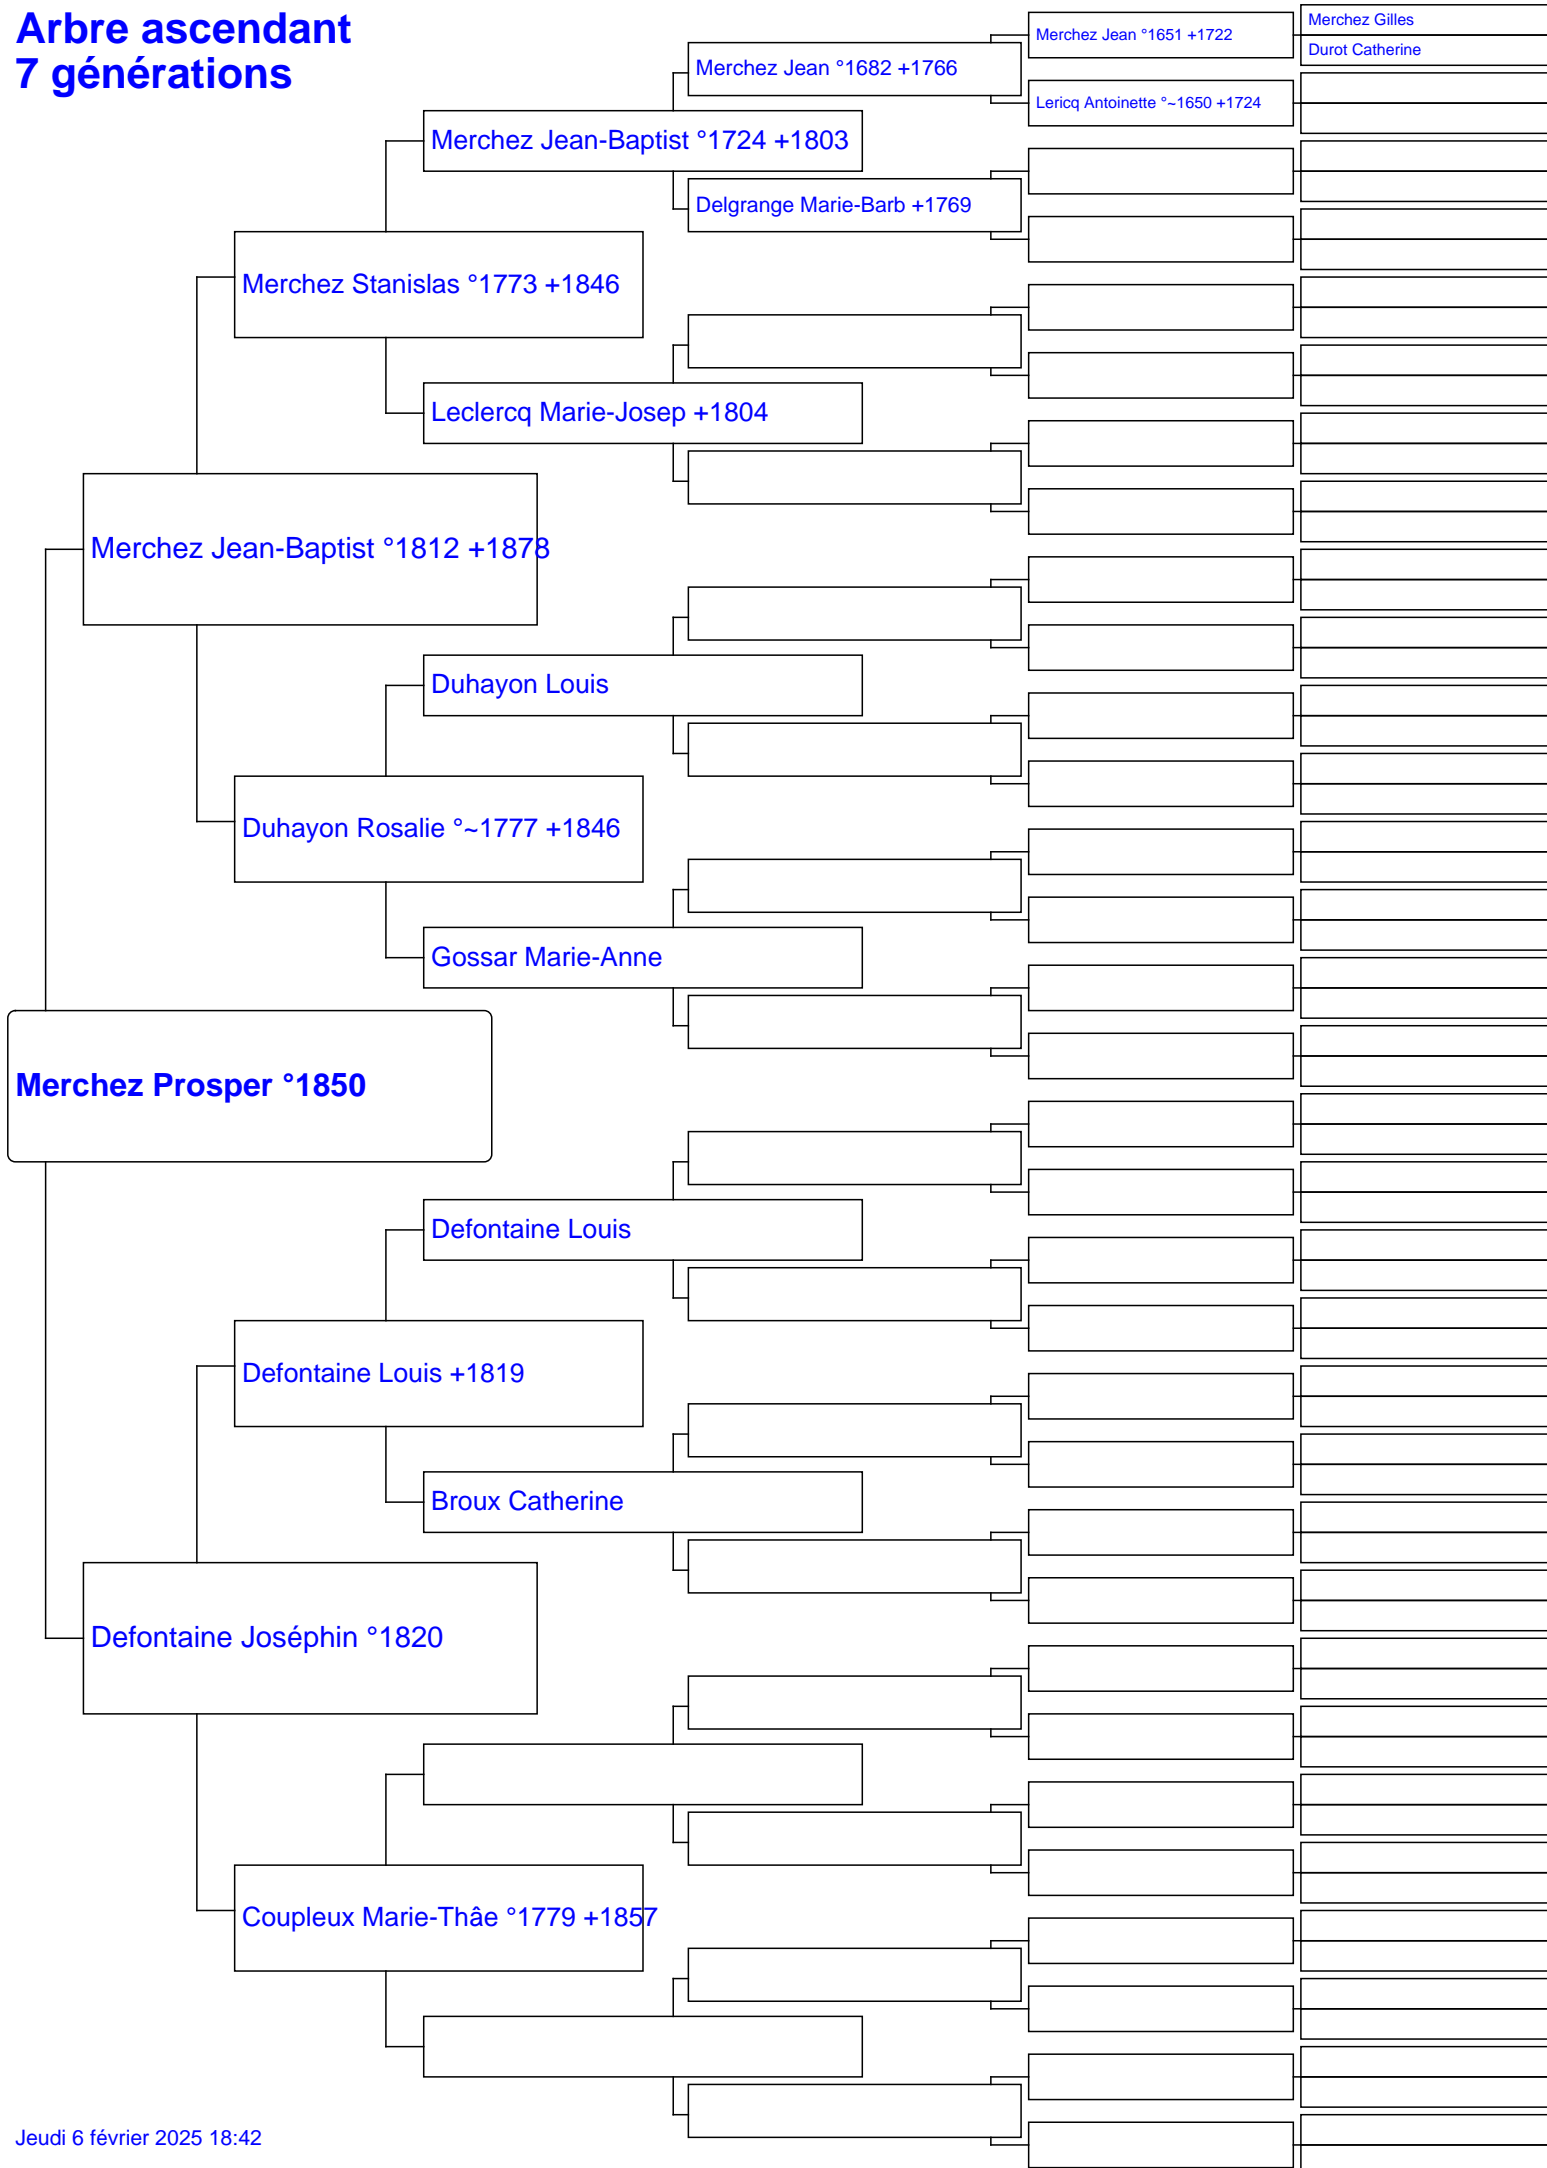 Arbre ascendant
7 générations
Merchez Gilles
Merchez Jean °1651 +1722
Durot Catherine
Merchez Jean °1682 +1766
Lericq Antoinette °~1650 +1724
Merchez Jean-Baptist °1724 +1803
Delgrange Marie-Barb +1769
Merchez Stanislas °1773 +1846
Leclercq Marie-Josep +1804
Merchez Jean-Baptist °1812 +1878
Duhayon Louis
Duhayon Rosalie °~1777 +1846
Gossar Marie-Anne
Merchez Prosper °1850
Defontaine Louis
Defontaine Louis +1819
Broux Catherine
Defontaine Joséphin °1820
Coupleux Marie-Thâe °1779 +1857
Jeudi 6 février 2025 18:42